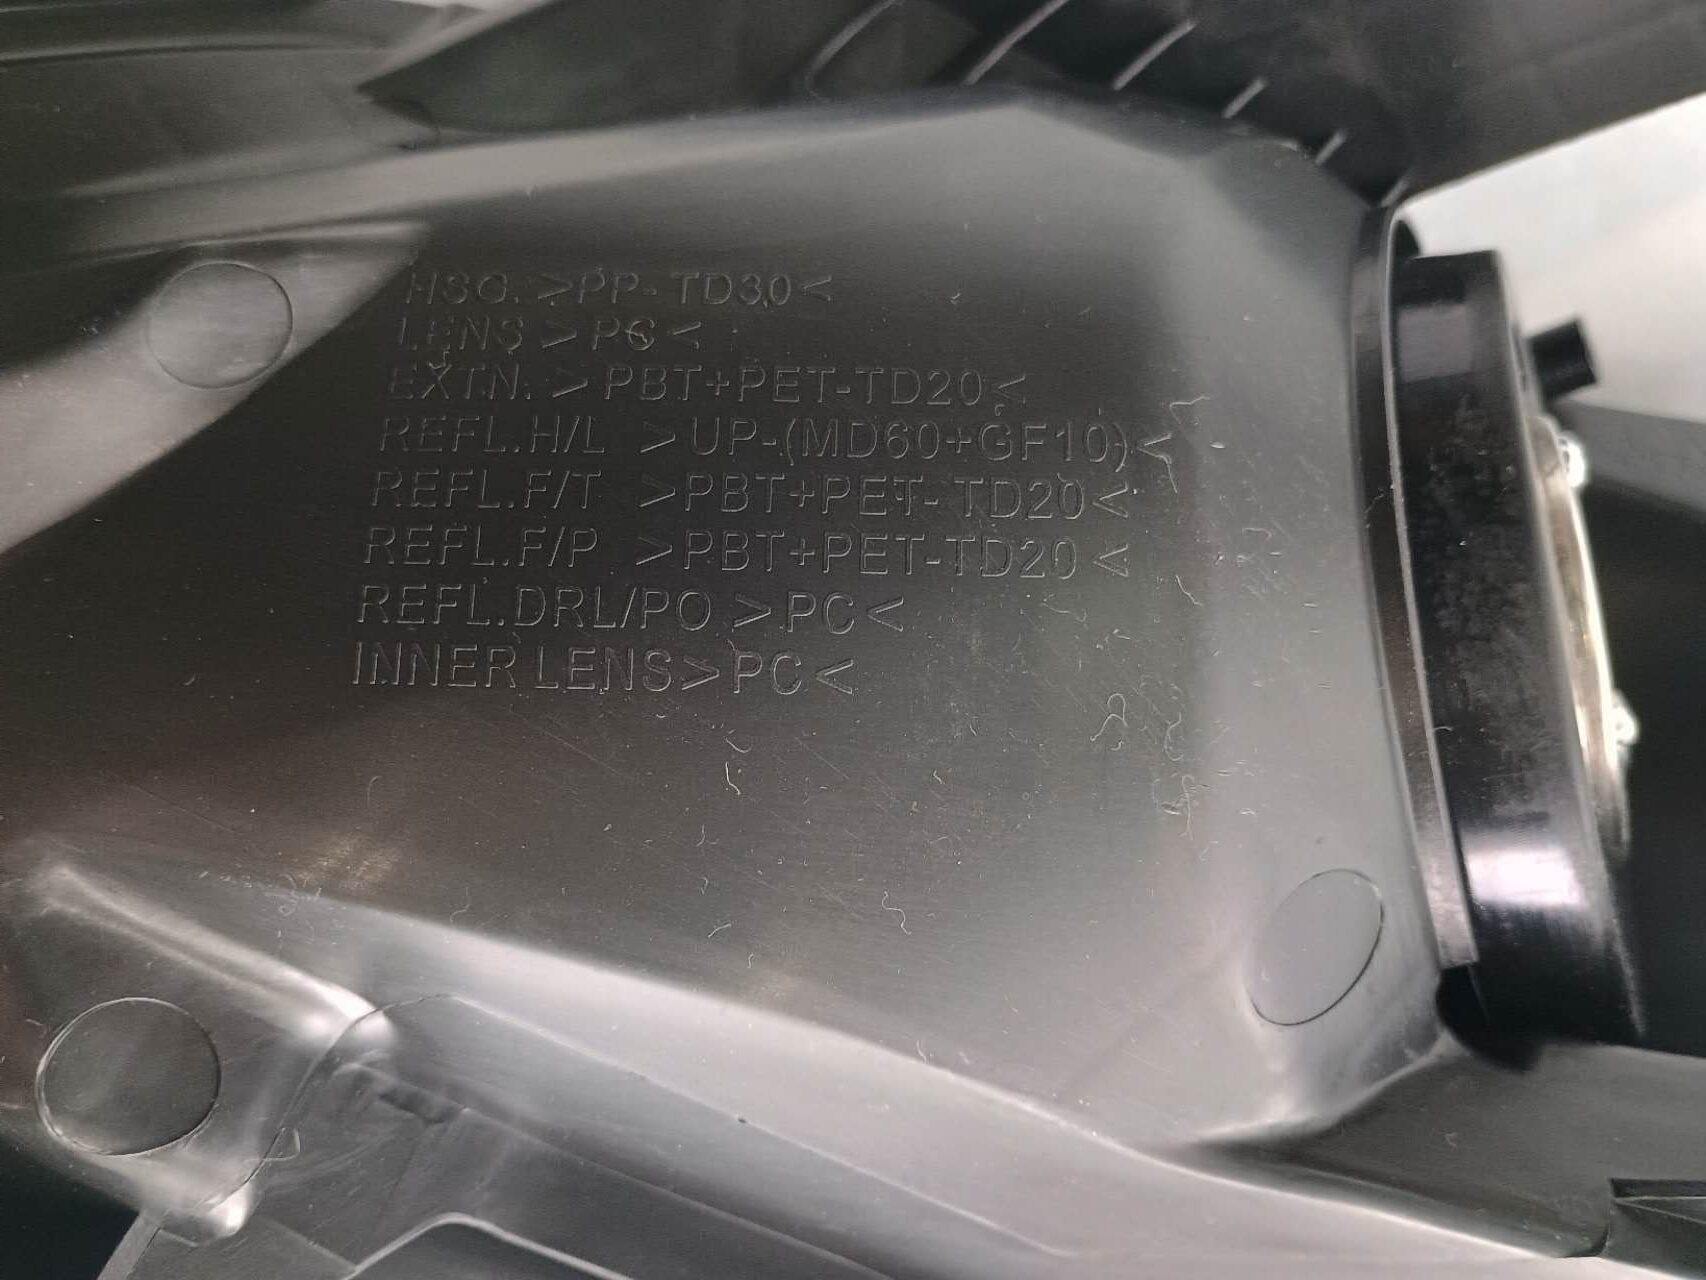 HSG. >PP-TD30<
LENS >PC<
EXTN. >PBT+PET-TD20<
REFL.H/L >UP-(MD60+GF10)<
REFL.F/T >PBT+PET-TD20<
REFL.F/P >PBT+PET-TD20<
REFL.DRL/PO >PC<
INNER LENS>PC<